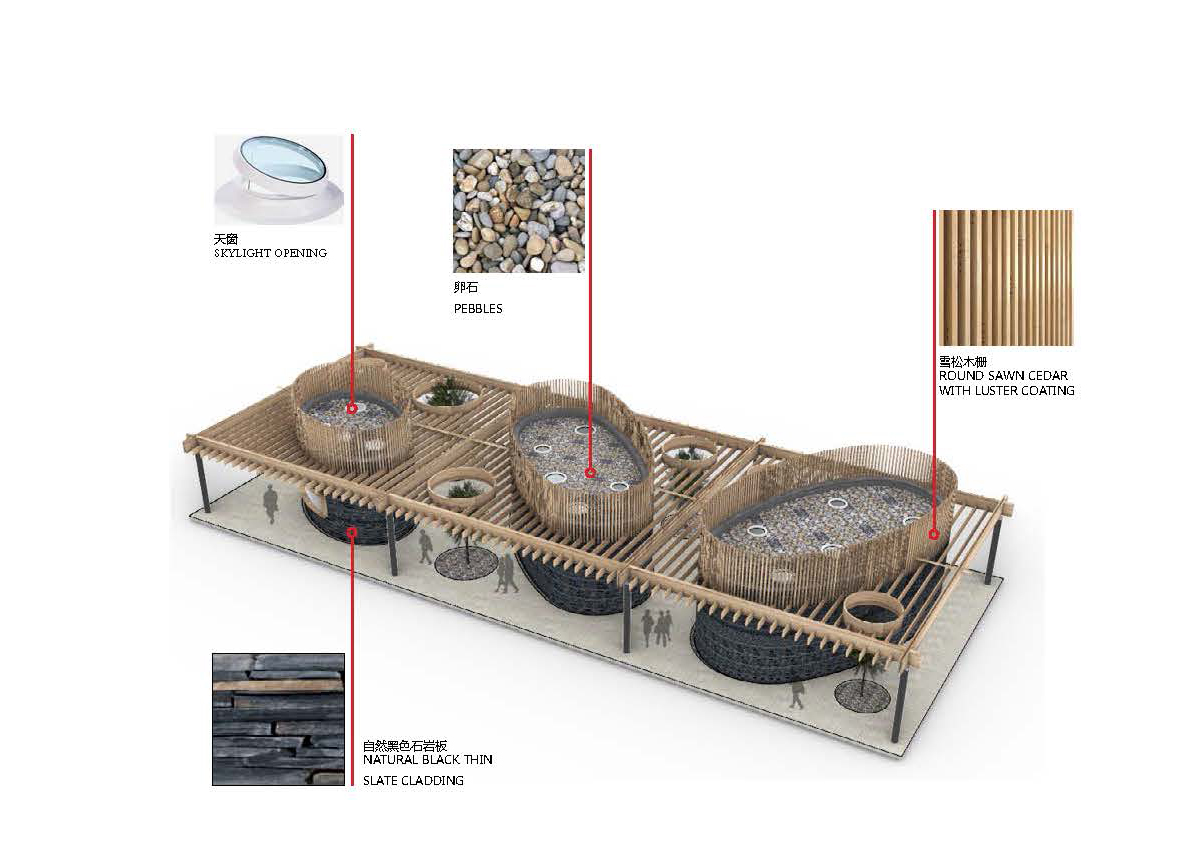 天窗
SKYLIGHT OPENING
卵石
PEBBLES
雪松木栅
ROUND SAWN CEDAR
WITH LUSTER COATING
自然黑色石岩板
NATURAL BLACK THIN
SLATE CLADDING